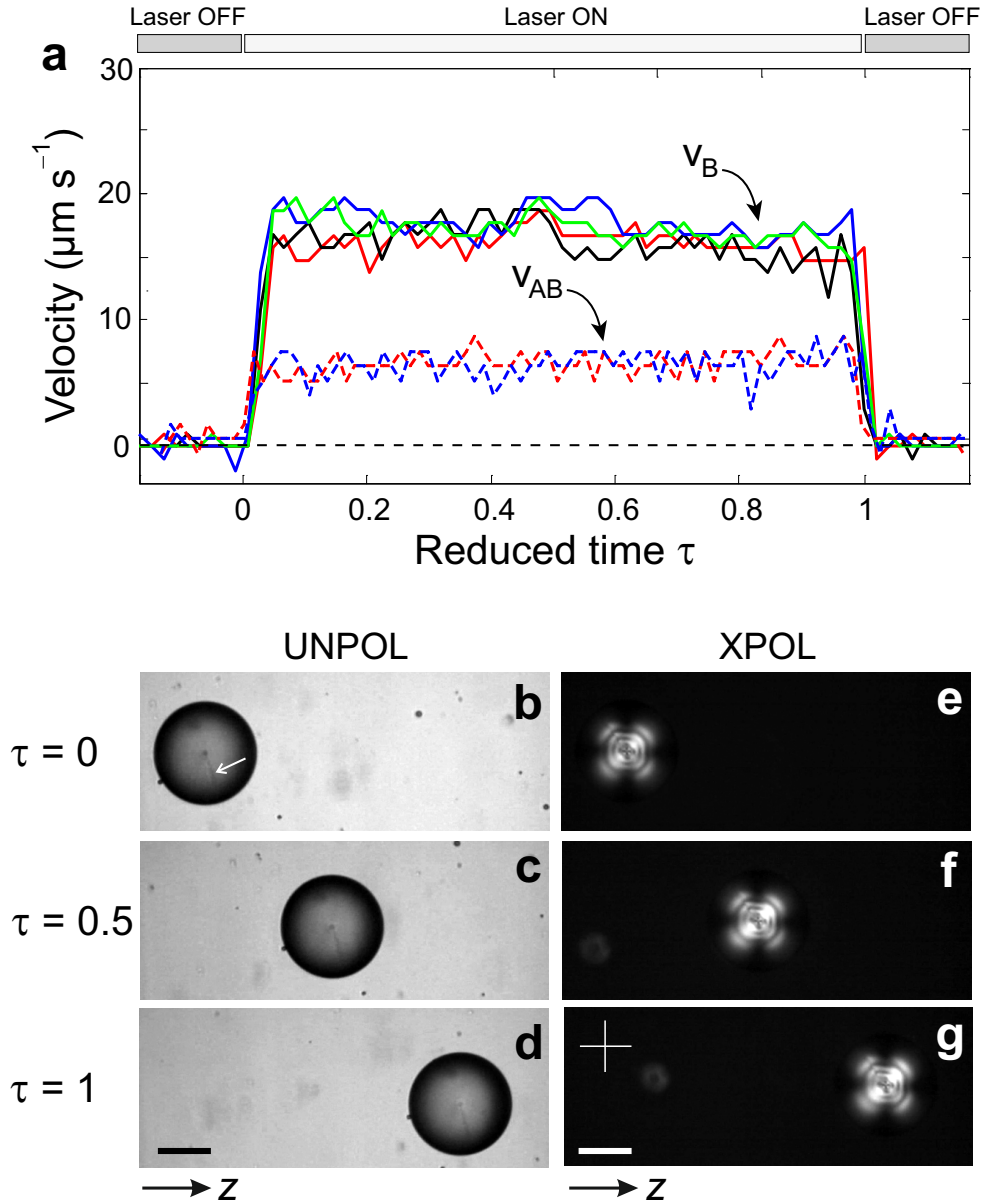 Laser OFF Laser ON Laser OFF
a
30
20
10
0
Velocity (μm s⁻¹)
v_B
v_AB
0 0.2 0.4 0.6 0.8 1
Reduced time τ
UNPOL XPOL
τ = 0 b e
τ = 0.5 c f
τ = 1 d g
z z